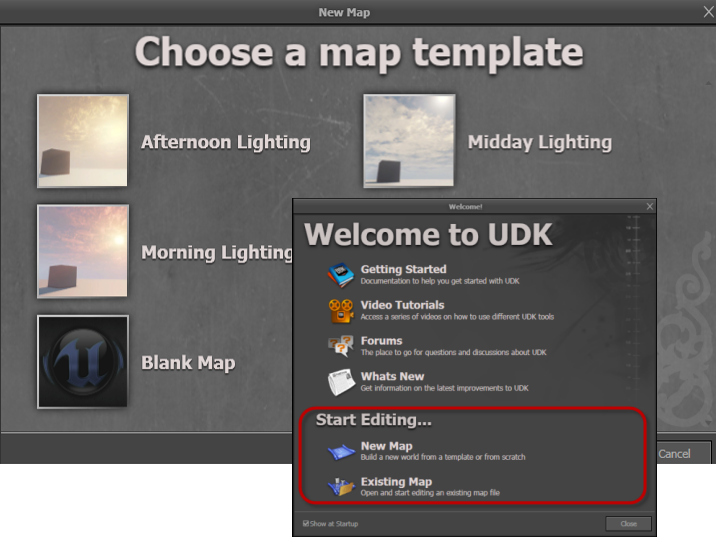 New Map
Choose a map template
Afternoon Lighting
Midday Lighting
Morning Lighting
Blank Map
Cancel
Welcome!
Welcome to UDK
Getting Started
Documentation to help you get started with UDK
Video Tutorials
Access a series of videos on how to use different UDK tools
Forums
The place to go for questions and discussions about UDK
Whats New
Get information on the latest improvements to UDK
Start Editing...
New Map
Build a new world from a template or from scratch
Existing Map
Open and start editing an existing map file
Show at Startup
Close